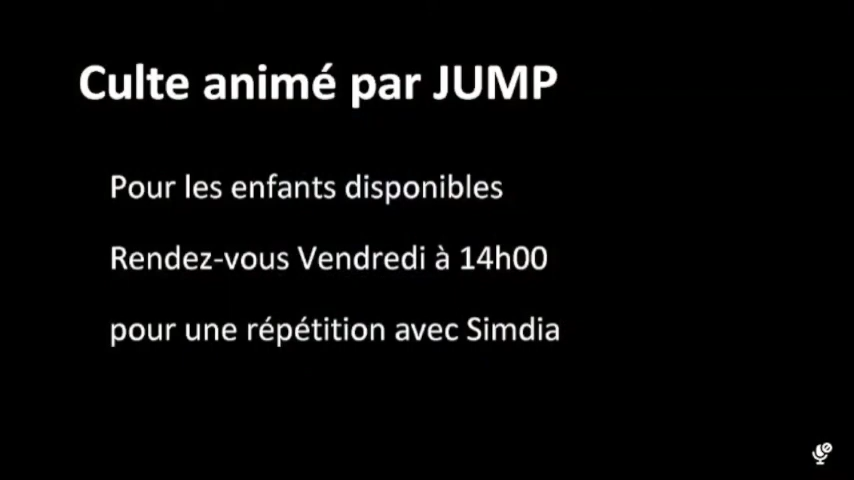 Culte animé par JUMP
Pour les enfants disponibles
Rendez-vous Vendredi à 14h00
pour une répétition avec Simdia